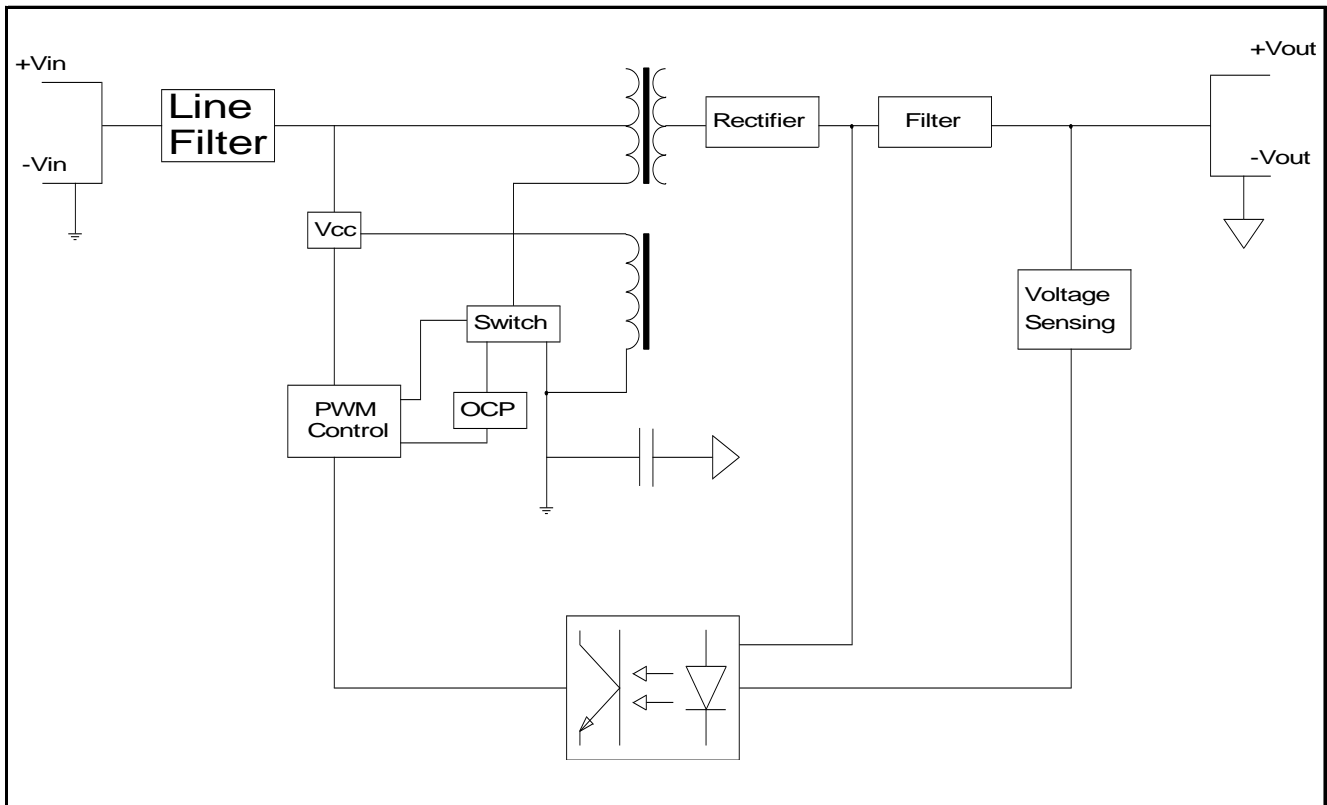 +Vin
Line
Filter
-Vin
Rectifier
Filter
+Vout
-Vout
Vcc
Switch
Voltage
Sensing
PWM
Control
OCP